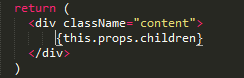 return (
<div className="content">
{this.props.children}
</div>
)